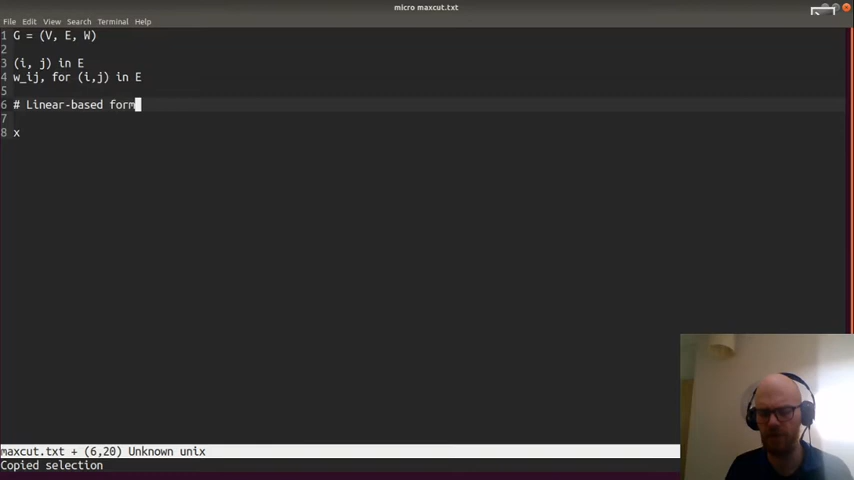 micro maxcut.txt
File Edit View Search Terminal Help
1 G = (V, E, W)
2
3 (i, j) in E
4 w_ij, for (i,j) in E
5
6 # Linear-based form
7
8 x
maxcut.txt + (6,20) Unknown unix
Copied selection